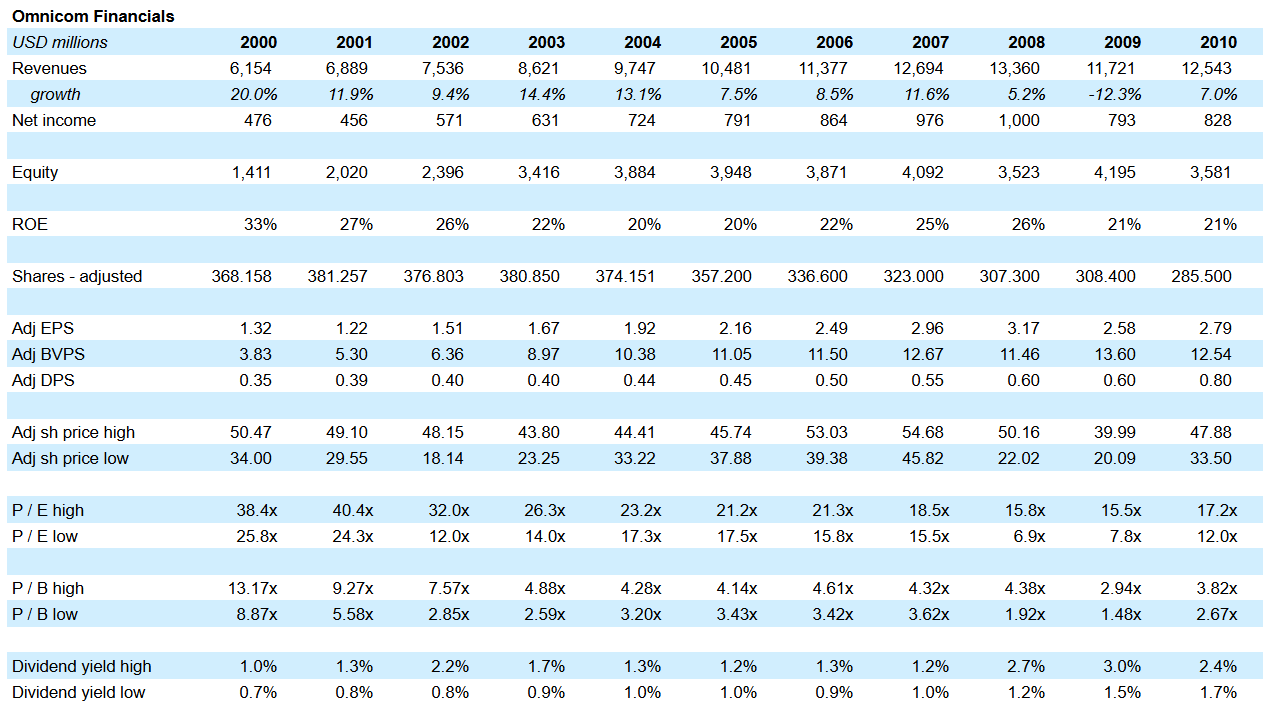 Omnicom Financials
USD millions 2000 2001 2002 2003 2004 2005 2006 2007 2008 2009 2010
Revenues 6,154 6,889 7,536 8,621 9,747 10,481 11,377 12,694 13,360 11,721 12,543
growth 20.0% 11.9% 9.4% 14.4% 13.1% 7.5% 8.5% 11.6% 5.2% -12.3% 7.0%
Net income 476 456 571 631 724 791 864 976 1,000 793 828
Equity 1,411 2,020 2,396 3,416 3,884 3,948 3,871 4,092 3,523 4,195 3,581
ROE 33% 27% 26% 22% 20% 20% 22% 25% 26% 21% 21%
Shares - adjusted 368.158 381.257 376.803 380.850 374.151 357.200 336.600 323.000 307.300 308.400 285.500
Adj EPS 1.32 1.22 1.51 1.67 1.92 2.16 2.49 2.96 3.17 2.58 2.79
Adj BVPS 3.83 5.30 6.36 8.97 10.38 11.05 11.50 12.67 11.46 13.60 12.54
Adj DPS 0.35 0.39 0.40 0.40 0.44 0.45 0.50 0.55 0.60 0.60 0.80
Adj sh price high 50.47 49.10 48.15 43.80 44.41 45.74 53.03 54.68 50.16 39.99 47.88
Adj sh price low 34.00 29.55 18.14 23.25 33.22 37.88 39.38 45.82 22.02 20.09 33.50
P / E high 38.4x 40.4x 32.0x 26.3x 23.2x 21.2x 21.3x 18.5x 15.8x 15.5x 17.2x
P / E low 25.8x 24.3x 12.0x 14.0x 17.3x 17.5x 15.8x 15.5x 6.9x 7.8x 12.0x
P / B high 13.17x 9.27x 7.57x 4.88x 4.28x 4.14x 4.61x 4.32x 4.38x 2.94x 3.82x
P / B low 8.87x 5.58x 2.85x 2.59x 3.20x 3.43x 3.42x 3.62x 1.92x 1.48x 2.67x
Dividend yield high 1.0% 1.3% 2.2% 1.7% 1.3% 1.2% 1.3% 1.2% 2.7% 3.0% 2.4%
Dividend yield low 0.7% 0.8% 0.8% 0.9% 1.0% 1.0% 0.9% 1.0% 1.2% 1.5% 1.7%